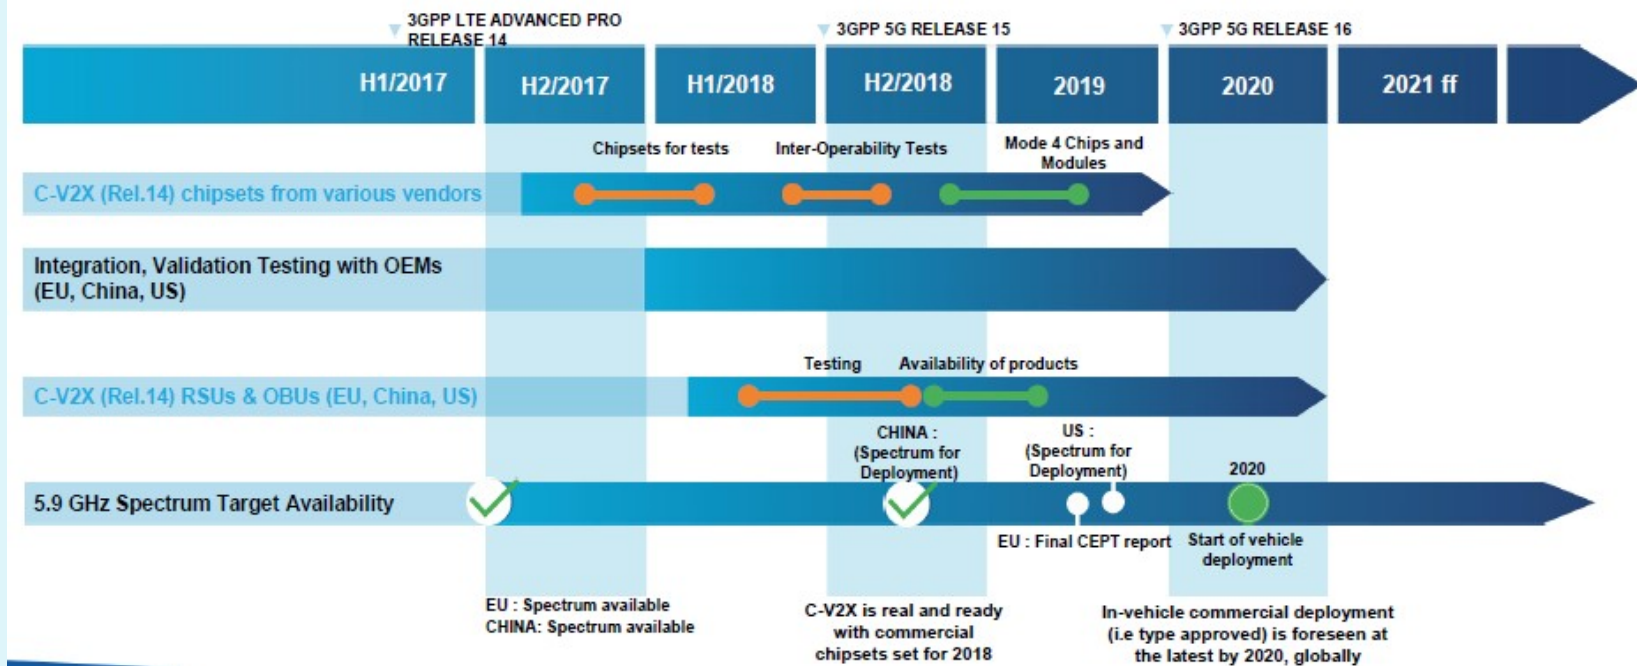 3GPP LTE ADVANCED PRO
RELEASE 14
3GPP 5G RELEASE 15
3GPP 5G RELEASE 16
H1/2017
H2/2017
H1/2018
H2/2018
2019
2020
2021 ff
Chipsets for tests
Inter-Operability Tests
Mode 4 Chips and
Modules
C-V2X (Rel.14) chipsets from various vendors
Integration, Validation Testing with OEMs
(EU, China, US)
Testing
Availability of products
C-V2X (Rel.14) RSUs & OBUs (EU, China, US)
CHINA :
(Spectrum for
Deployment)
US :
(Spectrum for
Deployment)
2020
5.9 GHz Spectrum Target Availability
EU : Final CEPT report
Start of vehicle
deployment
EU : Spectrum available
CHINA: Spectrum available
C-V2X is real and ready
with commercial
chipsets set for 2018
In-vehicle commercial deployment
(i.e type approved) is foreseen at
the latest by 2020, globally